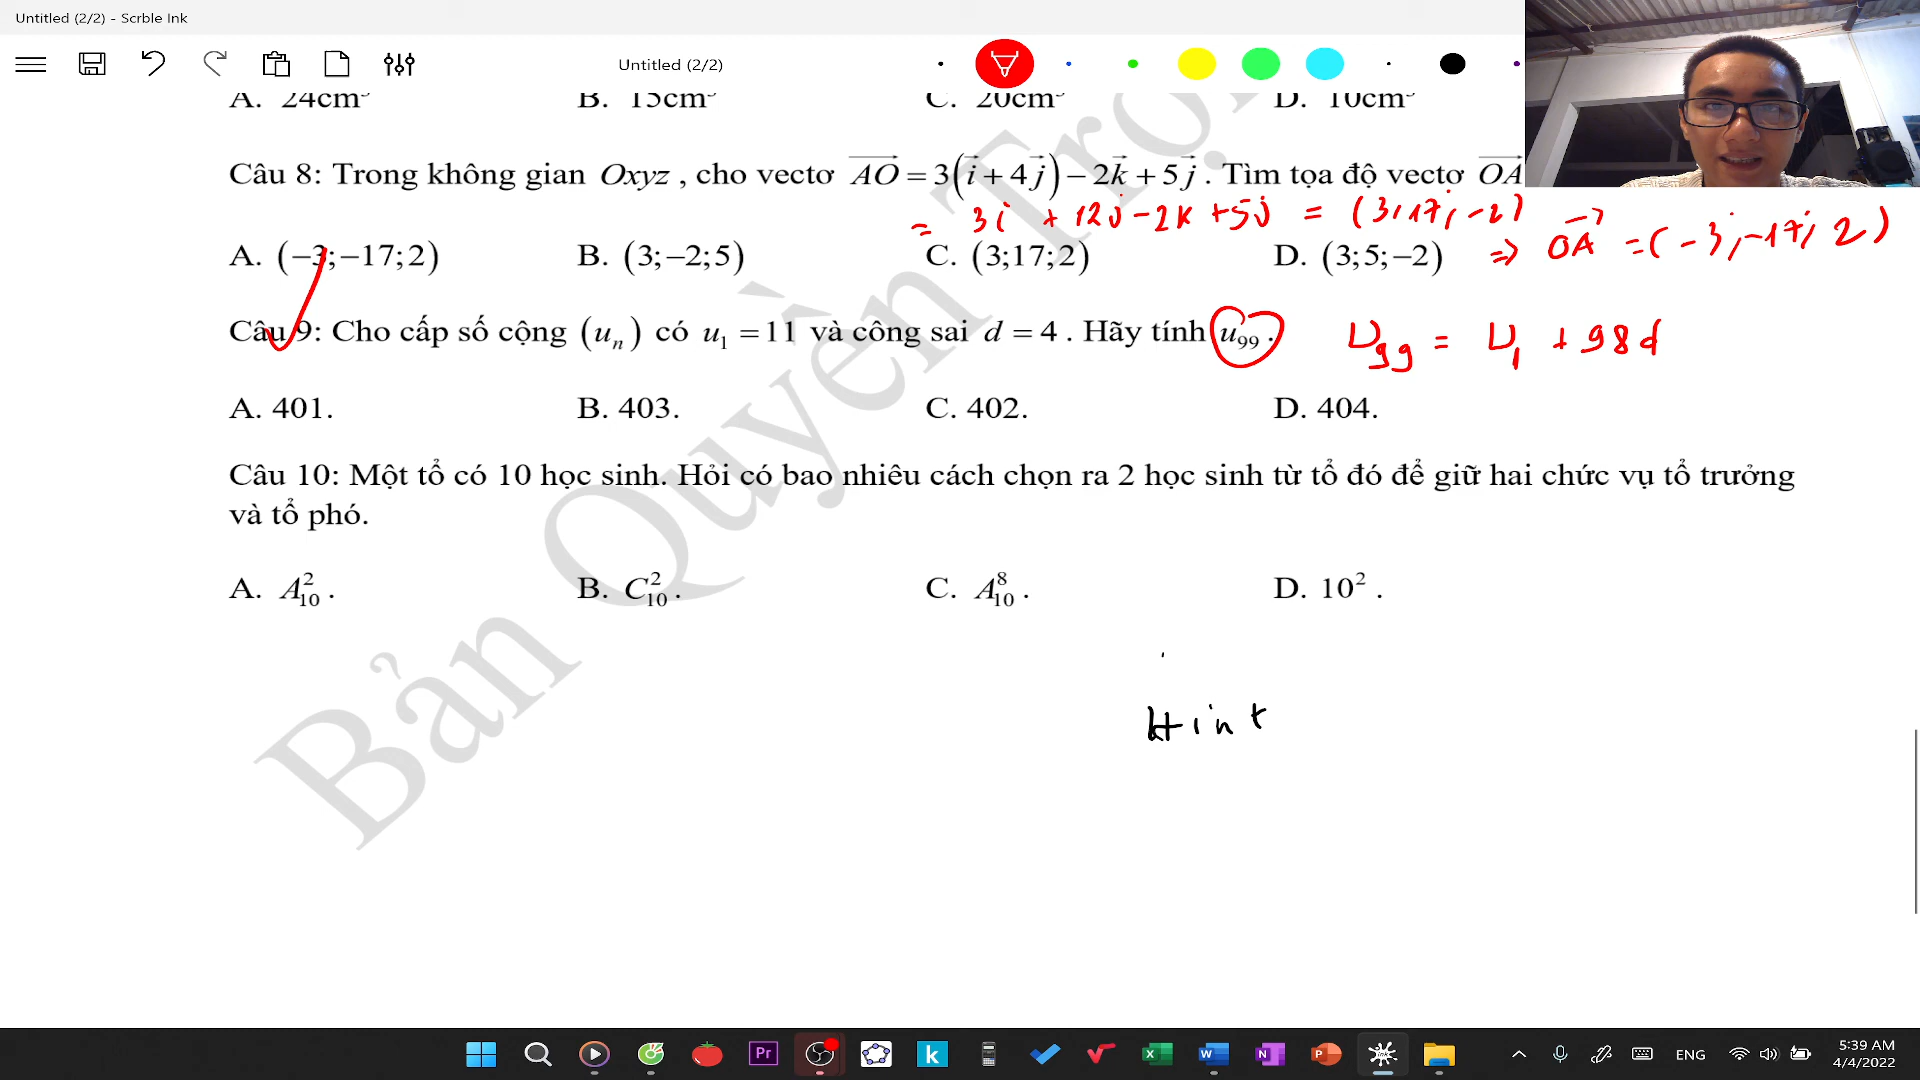 Untitled (2/2) - Scrble Ink
Untitled (2/2)
A. 24cm³ B. 15cm³ C. 20cm³ D. 10cm³
Câu 8: Trong không gian Oxyz , cho vectơ AO⃗ = 3(i⃗ + 4j⃗) − 2k⃗ + 5j⃗ . Tìm tọa độ vectơ OA⃗
= 3i + 12j - 2k + 5j = (3; 17; -2)
A. (−3;−17;2) B. (3;−2;5) C. (3;17;2) D. (3;5;−2) => OA⃗ = (-3; -17; 2)
Câu 9: Cho cấp số cộng (uₙ) có u₁ = 11 và công sai d = 4 . Hãy tính u₉₉ . U₉₉ = U₁ + 98d
A. 401. B. 403. C. 402. D. 404.
Câu 10: Một tổ có 10 học sinh. Hỏi có bao nhiêu cách chọn ra 2 học sinh từ tổ đó để giữ hai chức vụ tổ trưởng
và tổ phó.
A. A₁₀² . B. C₁₀² . C. A₁₀⁸ . D. 10² .
Hint
Bản Quyền Trọ
Pr
k
ENG
5:39 AM
4/4/2022